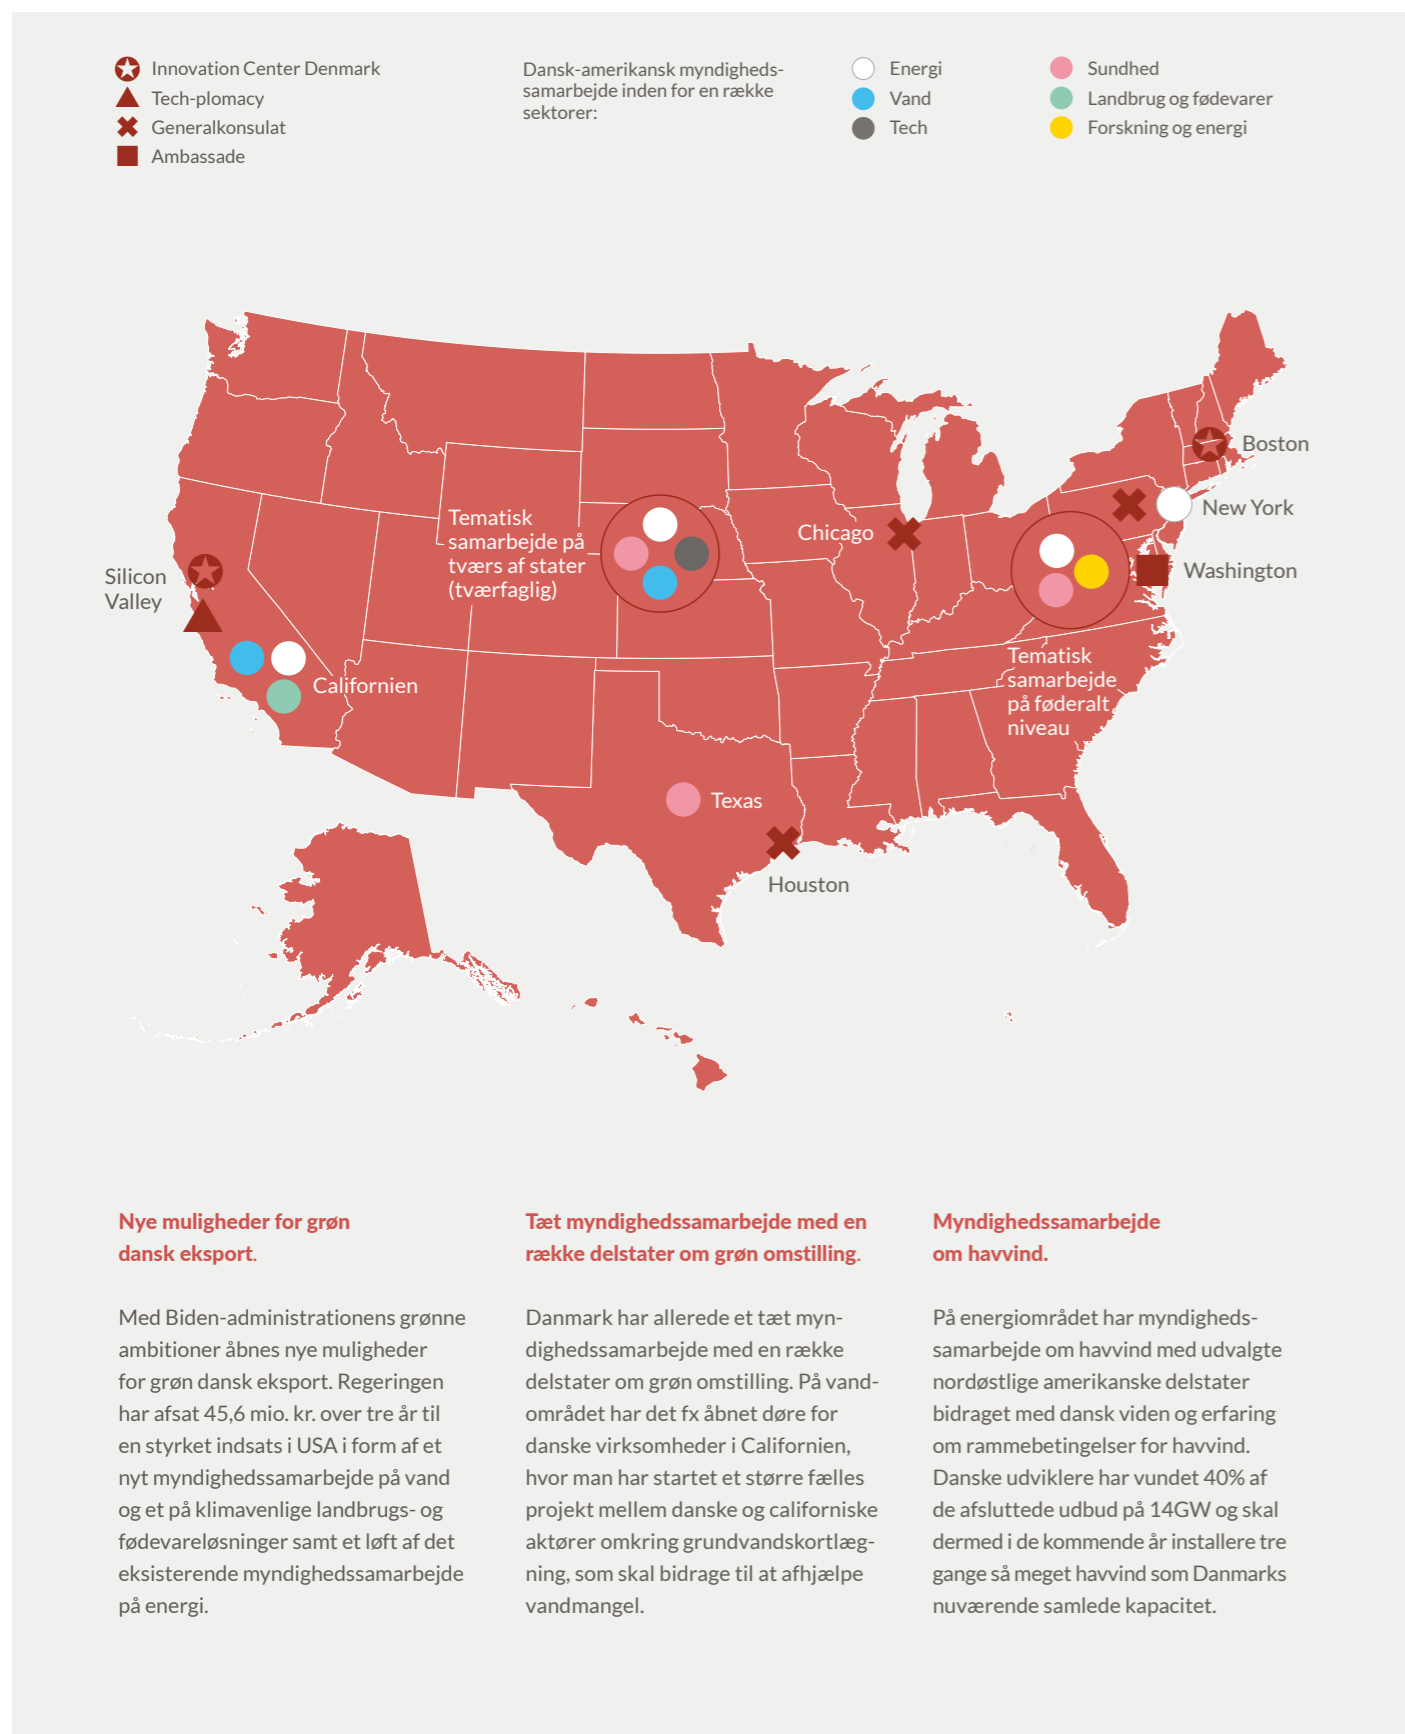 Innovation Center Denmark
Tech-plomacy
Generalkonsulat
Ambassade
Dansk-amerikansk myndigheds-
samarbejde inden for en række
sektorer:
Energi
Vand
Tech
Sundhed
Landbrug og fødevarer
Forskning og energi
Boston
New York
Washington
Chicago
Tematisk
samarbejde på
tværs af stater
(tværfaglig)
Silicon
Valley
Californien
Tematisk
samarbejde
på føderalt
niveau
Texas
Houston
Nye muligheder for grøn
dansk eksport.
Med Biden-administrationens grønne
ambitioner åbnes nye muligheder
for grøn dansk eksport. Regeringen
har afsat 45,6 mio. kr. over tre år til
en styrket indsats i USA i form af et
nyt myndighedssamarbejde på vand
og et på klimavenlige landbrugs- og
fødevareløsninger samt et løft af det
eksisterende myndighedssamarbejde
på energi.
Tæt myndighedssamarbejde med en
række delstater om grøn omstilling.
Danmark har allerede et tæt myn-
dighedssamarbejde med en række
delstater om grøn omstilling. På vand-
området har det fx åbnet døre for
danske virksomheder i Californien,
hvor man har startet et større fælles
projekt mellem danske og californiske
aktører omkring grundvandskortlæg-
ning, som skal bidrage til at afhjælpe
vandmangel.
Myndighedssamarbejde
om havvind.
På energiområdet har myndigheds-
samarbejde om havvind med udvalgte
nordøstlige amerikanske delstater
bidraget med dansk viden og erfaring
om rammebetingelser for havvind.
Danske udviklere har vundet 40% af
de afsluttede udbud på 14GW og skal
dermed i de kommende år installere tre
gange så meget havvind som Danmarks
nuværende samlede kapacitet.